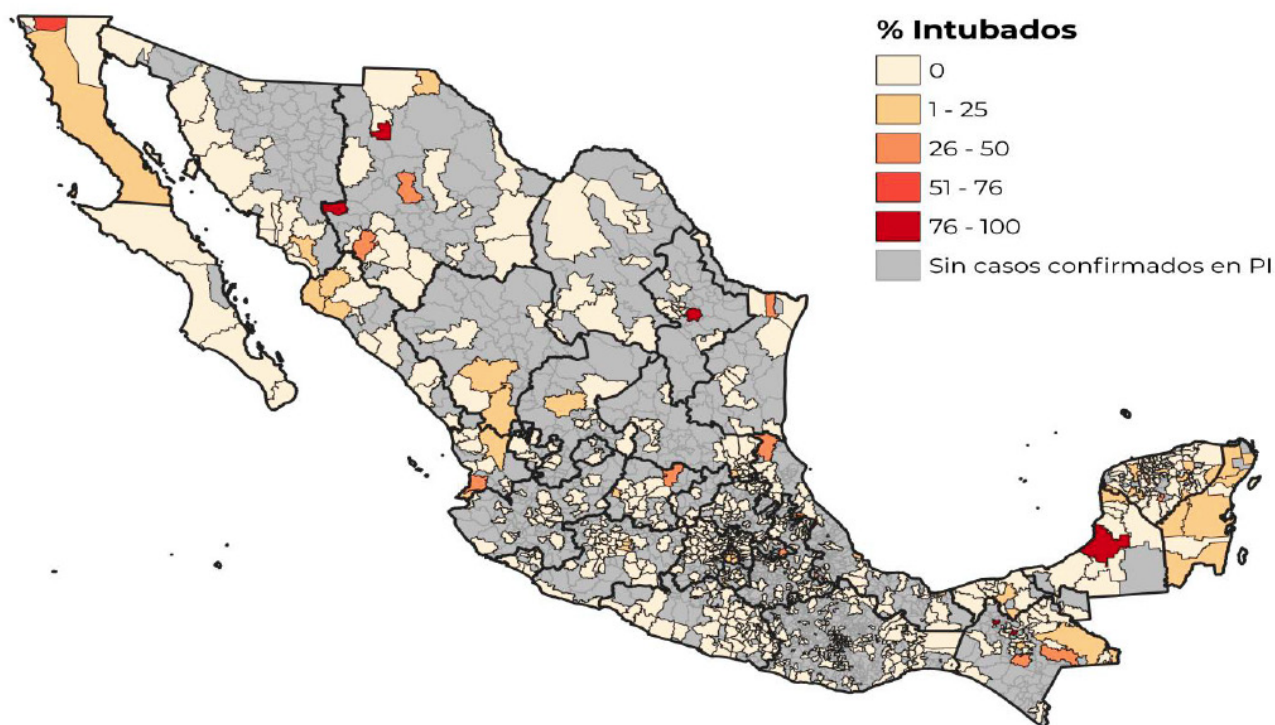 % Intubados
0
1 - 25
26 - 50
51 - 76
76 - 100
Sin casos confirmados en PI